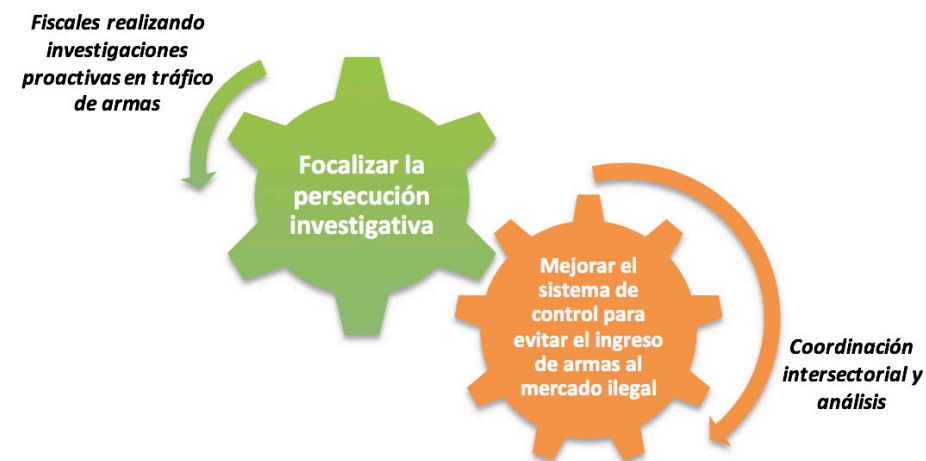 Fiscales realizando
investigaciones
proactivas en tráfico
de armas
Focalizar la
persecución
investigativa
Mejorar el
sistema de
control para
evitar el ingreso
de armas al
mercado ilegal
Coordinación
intersectorial y
análisis